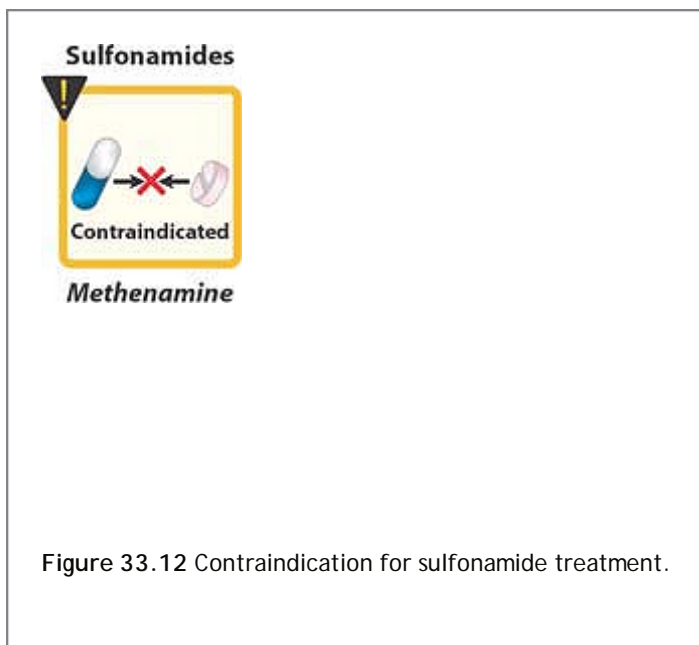 Sulfonamides
!
Contraindicated
Methenamine
Figure 33.12 Contraindication for sulfonamide treatment.